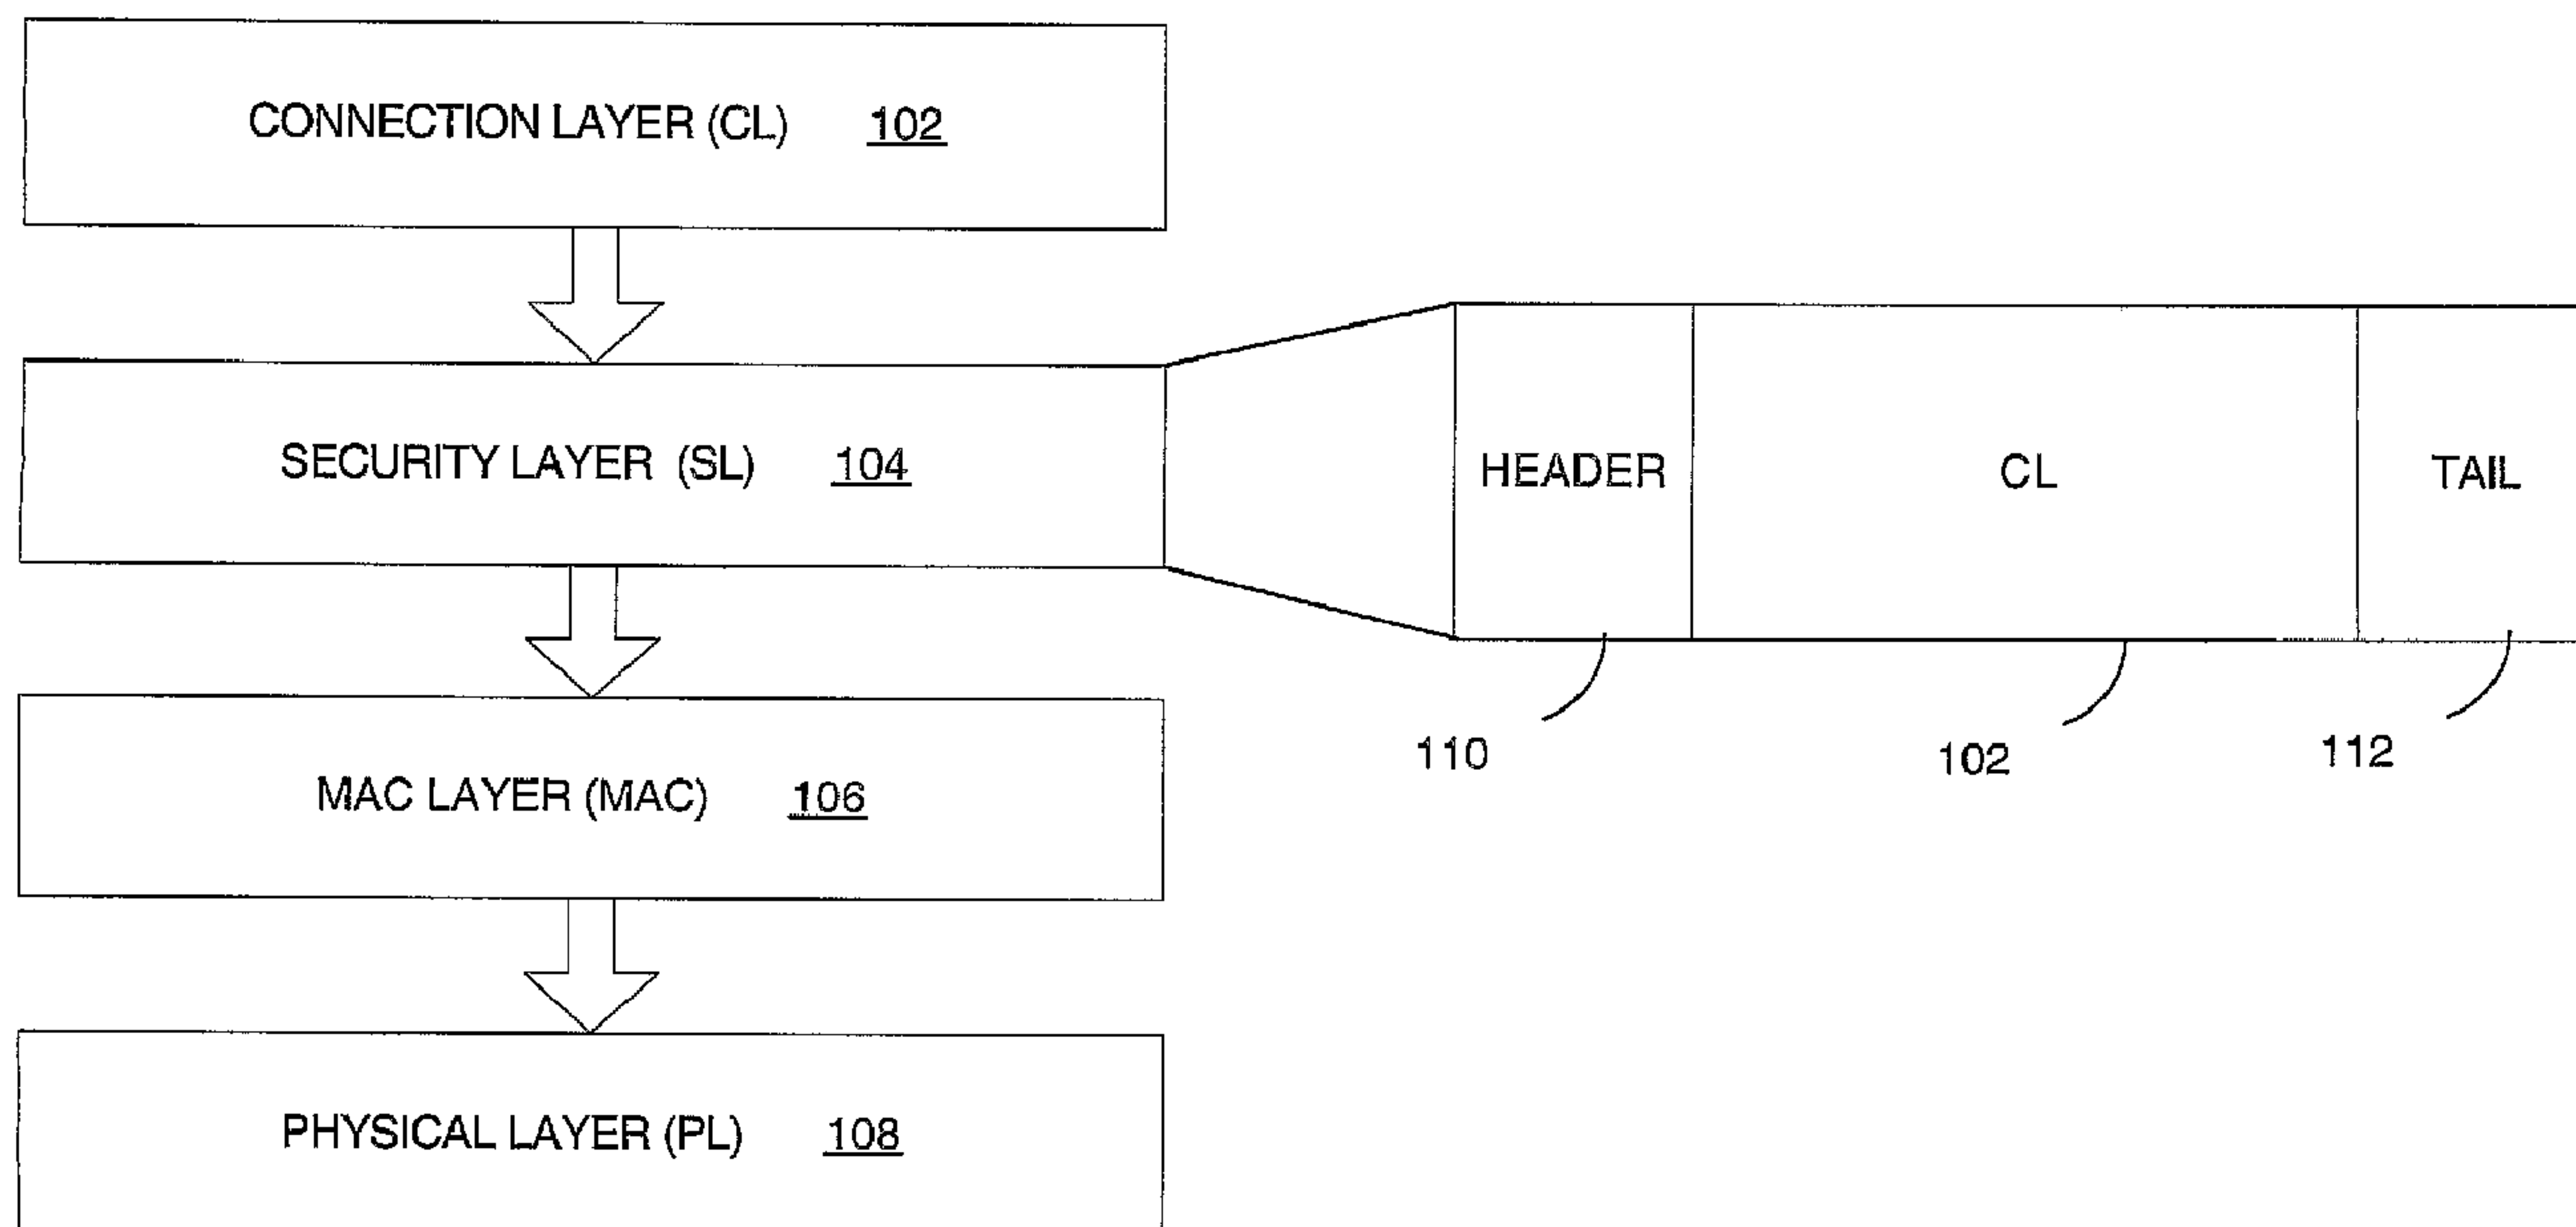 CONNECTION LAYER (CL) 102
SECURITY LAYER (SL) 104
HEADER CL TAIL
110 102 112
MAC LAYER (MAC) 106
PHYSICAL LAYER (PL) 108